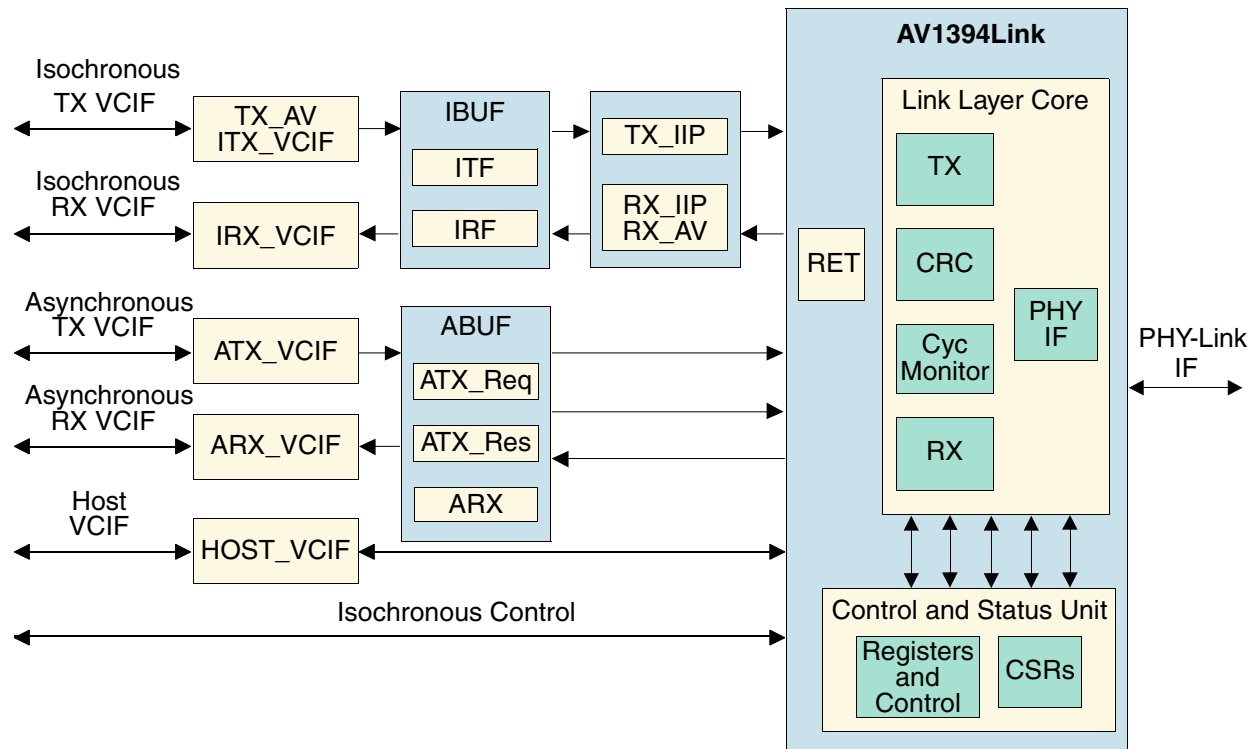 AV1394Link
Isochronous
TX VCIF
TX_AV
ITX_VCIF
IBUF
ITF
IRF
TX_IIP
RX_IIP
RX_AV
Isochronous
RX VCIF
IRX_VCIF
Link Layer Core
TX
CRC
Cyc
Monitor
RX
PHY
IF
RET
PHY-Link
IF
Asynchronous
TX VCIF
ATX_VCIF
ABUF
ATX_Req
ATX_Res
ARX
Asynchronous
RX VCIF
ARX_VCIF
Host
VCIF
HOST_VCIF
Isochronous Control
Control and Status Unit
Registers
and
Control
CSRs